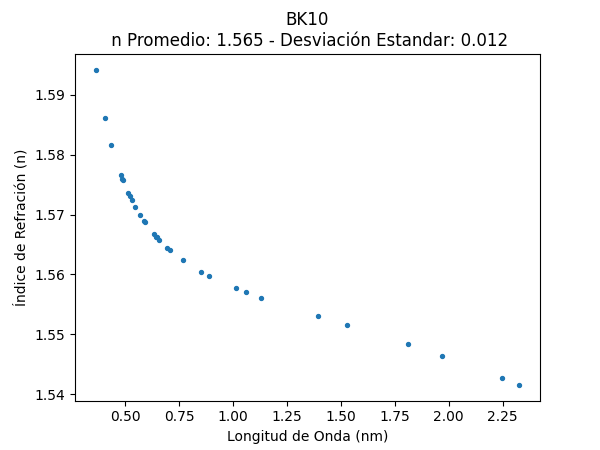 BK10
n Promedio: 1.565 - Desviación Estandar: 0.012
1.59
1.58
1.57
1.56
1.55
1.54
Índice de Refración (n)
0.50 0.75 1.00 1.25 1.50 1.75 2.00 2.25
Longitud de Onda (nm)